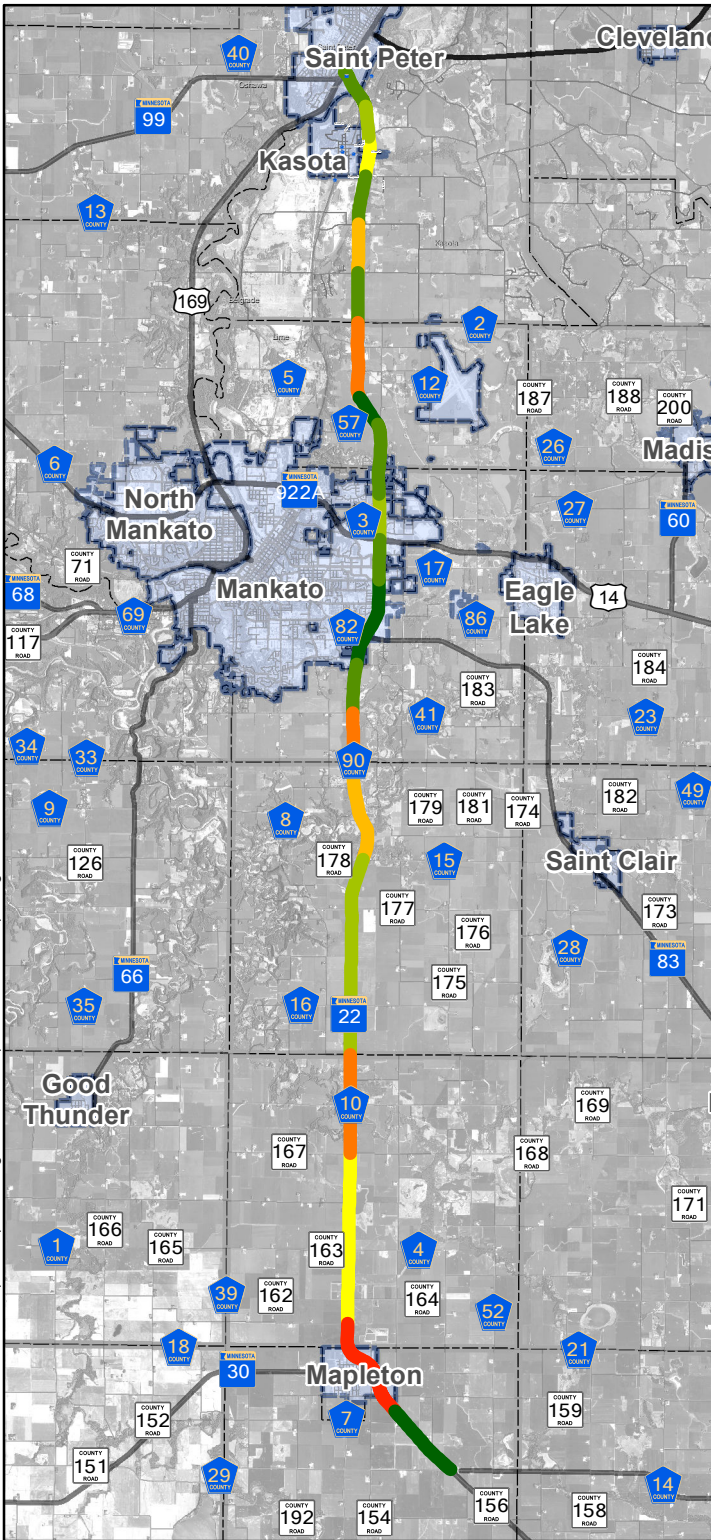 Cleveland
40
COUNTY
Saint Peter
Oshawa
MINNESOTA
99
Kasota
13
COUNTY
Kasota
169
Belgrade
2
COUNTY
Lime
5
COUNTY
12
COUNTY
COUNTY
187
ROAD
COUNTY
188
ROAD
COUNTY
200
ROAD
57
COUNTY
26
COUNTY
Madis
6
COUNTY
North
Mankato
MINNESOTA
922A
3
COUNTY
27
COUNTY
MINNESOTA
60
COUNTY
71
ROAD
17
COUNTY
Mankato
Eagle
Lake
14
MINNESOTA
68
69
COUNTY
82
COUNTY
86
COUNTY
COUNTY
117
ROAD
COUNTY
184
ROAD
COUNTY
183
ROAD
41
COUNTY
23
COUNTY
34
COUNTY
33
COUNTY
90
COUNTY
9
COUNTY
8
COUNTY
COUNTY
179
ROAD
COUNTY
181
ROAD
COUNTY
174
ROAD
COUNTY
182
ROAD
49
COUNTY
COUNTY
126
ROAD
COUNTY
178
ROAD
15
COUNTY
Saint Clair
COUNTY
177
ROAD
COUNTY
176
ROAD
COUNTY
173
ROAD
28
COUNTY
MINNESOTA
83
MINNESOTA
66
COUNTY
175
ROAD
35
COUNTY
16
COUNTY
MINNESOTA
22
Good
Thunder
10
COUNTY
COUNTY
169
ROAD
COUNTY
167
ROAD
COUNTY
168
ROAD
COUNTY
171
ROAD
COUNTY
166
ROAD
1
COUNTY
COUNTY
165
ROAD
COUNTY
163
ROAD
4
COUNTY
39
COUNTY
COUNTY
162
ROAD
COUNTY
164
ROAD
52
COUNTY
18
COUNTY
21
COUNTY
MINNESOTA
30
Mapleton
COUNTY
152
ROAD
7
COUNTY
COUNTY
159
ROAD
COUNTY
151
ROAD
29
COUNTY
14
COUNTY
COUNTY
192
ROAD
COUNTY
154
ROAD
COUNTY
156
ROAD
COUNTY
158
ROAD